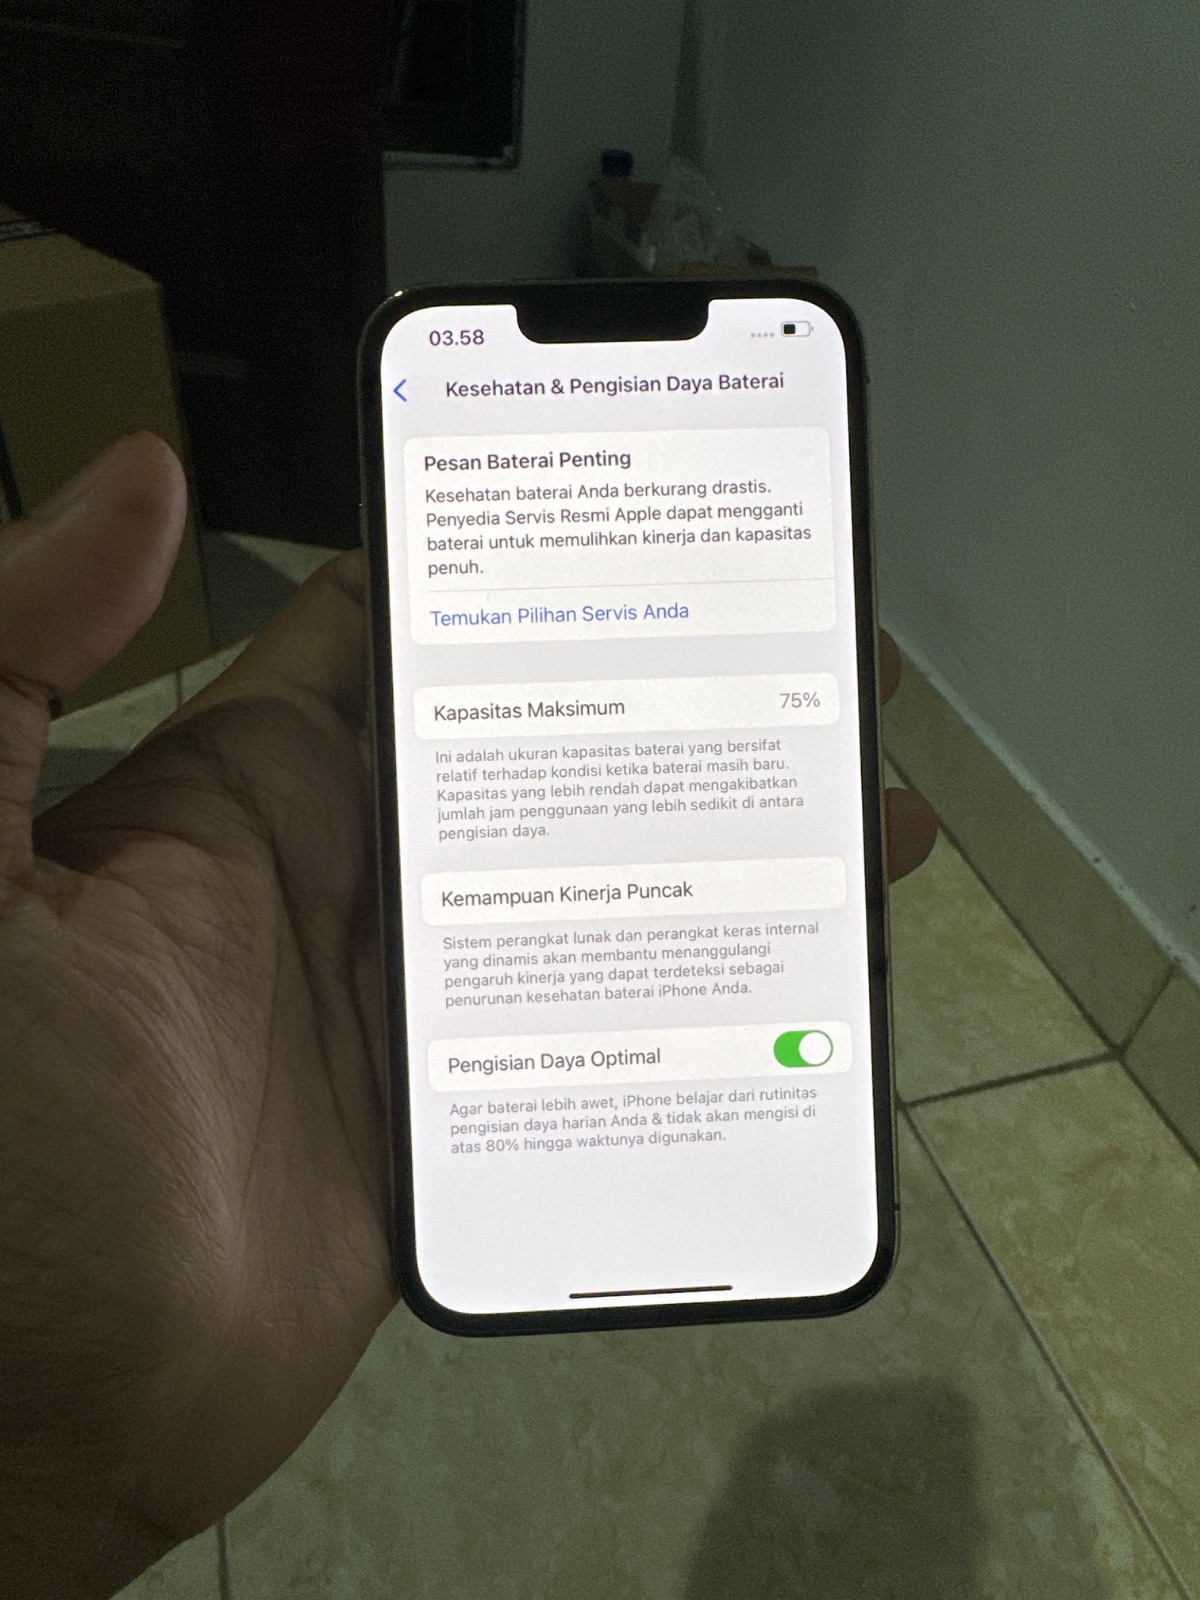 03.58
Kesehatan & Pengisian Daya Baterai
Pesan Baterai Penting
Kesehatan baterai Anda berkurang drastis.
Penyedia Servis Resmi Apple dapat mengganti
baterai untuk memulihkan kinerja dan kapasitas
penuh.
Temukan Pilihan Servis Anda
Kapasitas Maksimum 75%
Ini adalah ukuran kapasitas baterai yang bersifat
relatif terhadap kondisi ketika baterai masih baru.
Kapasitas yang lebih rendah dapat mengakibatkan
jumlah jam penggunaan yang lebih sedikit di antara
pengisian daya.
Kemampuan Kinerja Puncak
Sistem perangkat lunak dan perangkat keras internal
yang dinamis akan membantu menanggulangi
pengaruh kinerja yang dapat terdeteksi sebagai
penurunan kesehatan baterai iPhone Anda.
Pengisian Daya Optimal
Agar baterai lebih awet, iPhone belajar dari rutinitas
pengisian daya harian Anda & tidak akan mengisi di
atas 80% hingga waktunya digunakan.